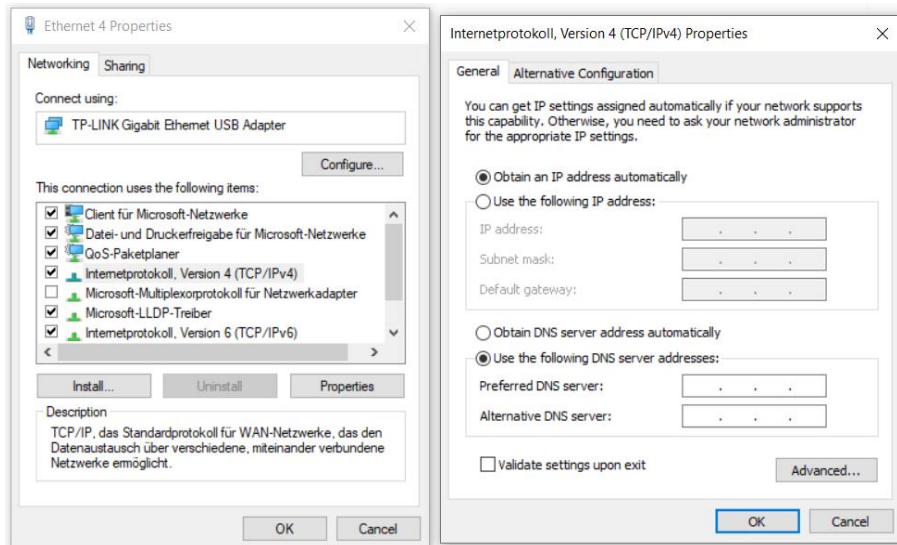 Ethernet 4 Properties
Networking
Sharing
Connect using:
TP-LINK Gigabit Ethernet USB Adapter
Configure...
This connection uses the following items:
Client für Microsoft-Netzwerke
Datei- und Druckerfreigabe für Microsoft-Netzwerke
QoS-Paketplaner
Internetprotokoll, Version 4 (TCP/IPv4)
Microsoft-Multiplexorprotokoll für Netzwerkadapter
Microsoft-LLDP-Treiber
Internetprotokoll, Version 6 (TCP/IPv6)
Install...
Uninstall
Properties
Description
TCP/IP, das Standardprotokoll für WAN-Netzwerke, das den
Datenaustausch über verschiedene, miteinander verbundene
Netzwerke ermöglicht.
OK
Cancel
Internetprotokoll, Version 4 (TCP/IPv4) Properties
General
Alternative Configuration
You can get IP settings assigned automatically if your network supports
this capability. Otherwise, you need to ask your network administrator
for the appropriate IP settings.
Obtain an IP address automatically
Use the following IP address:
IP address:
Subnet mask:
Default gateway:
Obtain DNS server address automatically
Use the following DNS server addresses:
Preferred DNS server:
Alternative DNS server:
Validate settings upon exit
Advanced...
OK
Cancel